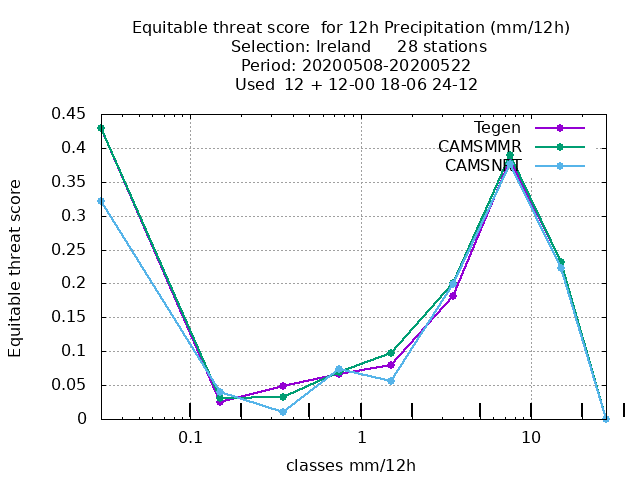 Equitable threat score  for 12h Precipitation (mm/12h)
Selection: Ireland     28 stations
Period: 20200508-20200522
Used  12 + 12-00 18-06 24-12
Tegen
CAMSMMR
CAMSNET
Equitable threat score
0.45
0.4
0.35
0.3
0.25
0.2
0.15
0.1
0.05
0
0.1 1 10
classes mm/12h